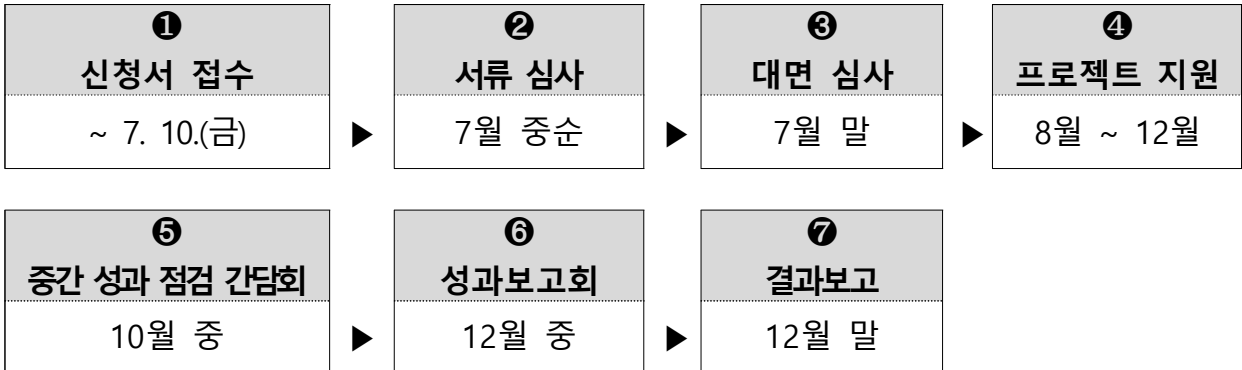 ❶
신청서 접수
~ 7. 10.(금)
▶
❷
서류 심사
7월 중순
▶
❸
대면 심사
7월 말
▶
❹
프로젝트 지원
8월 ~ 12월
❺
중간 성과 점검 간담회
10월 중
▶
❻
성과보고회
12월 중
▶
❼
결과보고
12월 말